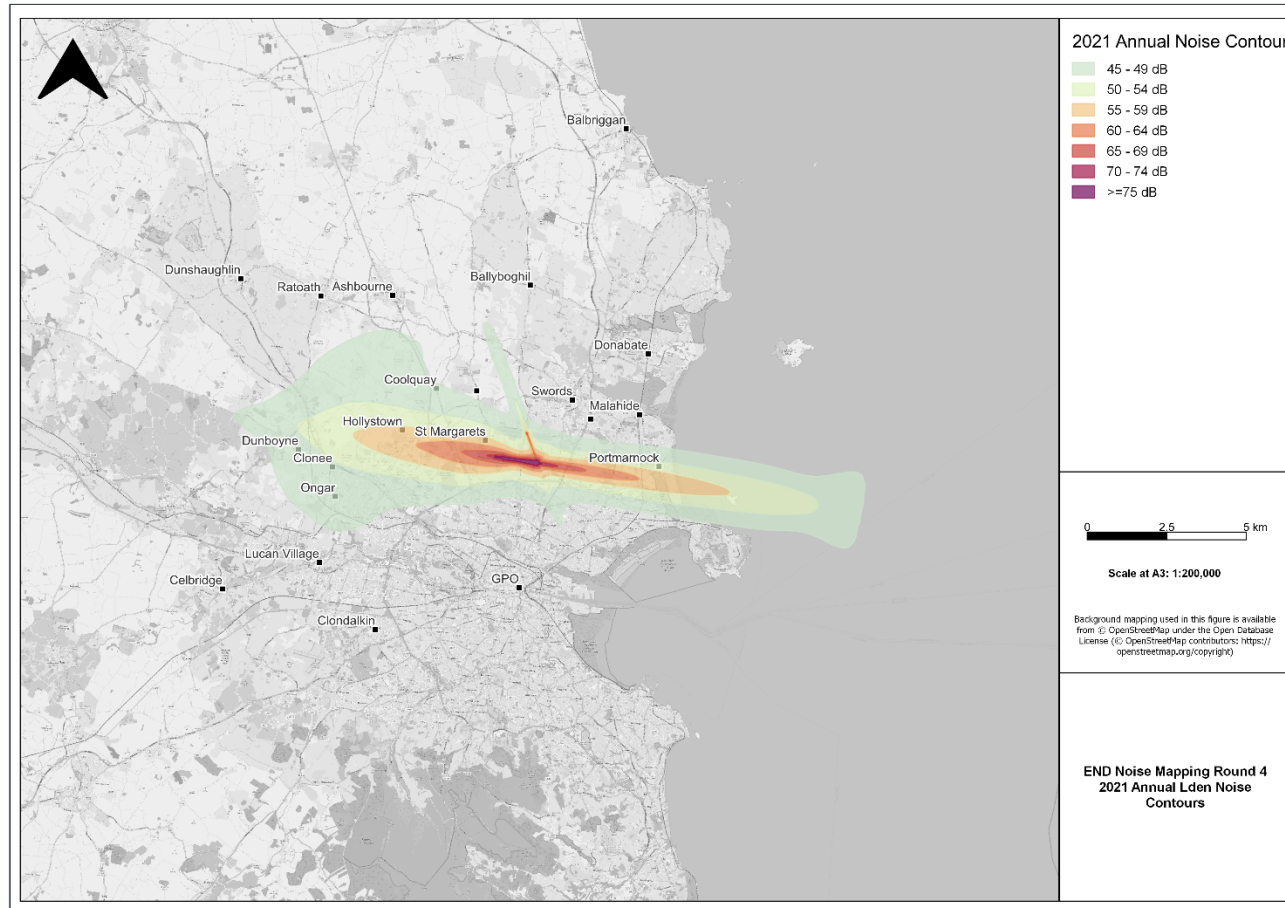 2021 Annual Noise Contour
45 - 49 dB
50 - 54 dB
55 - 59 dB
60 - 64 dB
65 - 69 dB
70 - 74 dB
>=75 dB
Balbriggan
Dunshaughlin
Ratoath
Ashbourne
Ballyboghil
Donabate
Coolquay
Swords
Malahide
Hollystown
St Margarets
Dunboyne
Clonee
Portmarnock
Ongar
Lucan Village
Celbridge
GPO
Clondalkin
0 2.5 5 km
Scale at A3: 1:200,000
Background mapping used in this figure is available
from © OpenStreetMap under the Open Database
License (© OpenStreetMap contributors: https://
openstreetmap.org/copyright)
END Noise Mapping Round 4
2021 Annual Lden Noise
Contours